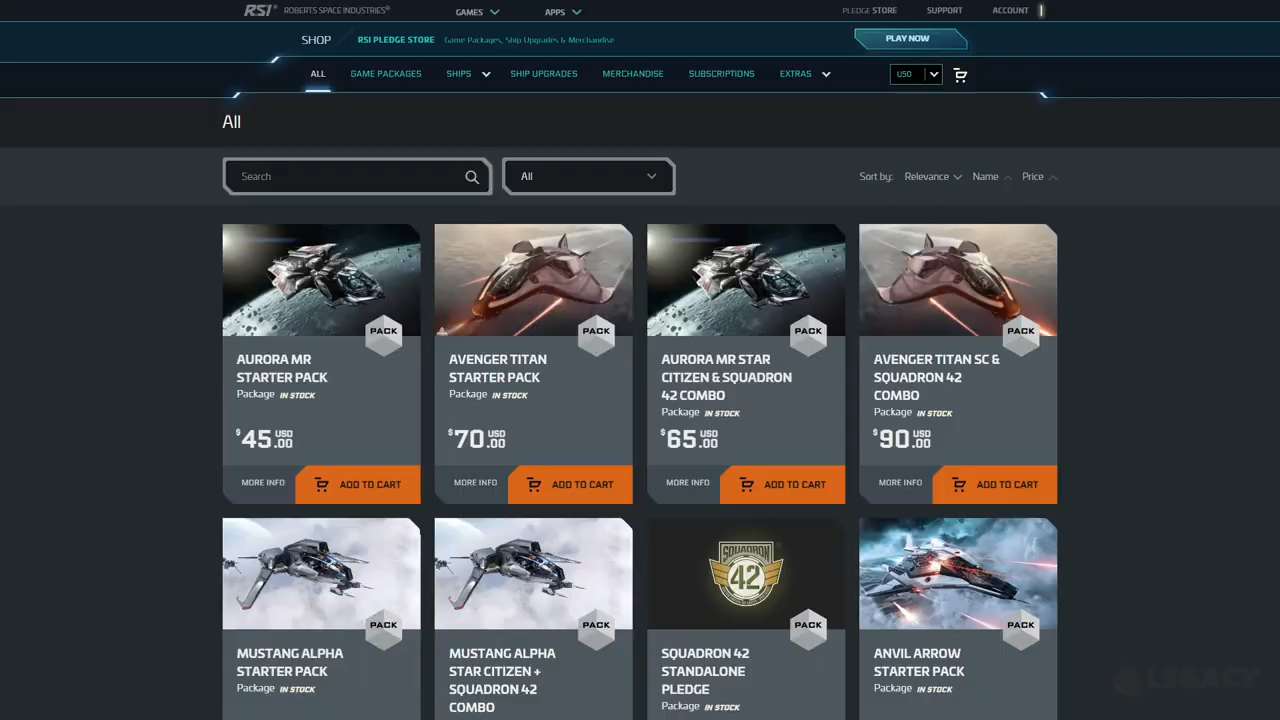 RSI® ROBERTS SPACE INDUSTRIES® GAMES APPS PLEDGE STORE SUPPORT ACCOUNT
SHOP RSI PLEDGE STORE Game Packages, Ship Upgrades & Merchandise PLAY NOW
ALL GAME PACKAGES SHIPS SHIP UPGRADES MERCHANDISE SUBSCRIPTIONS EXTRAS USD
All
Search All Sort by: Relevance Name Price
PACK PACK PACK PACK
AURORA MR
STARTER PACK
Package IN STOCK
$45 USD .00
MORE INFO ADD TO CART
AVENGER TITAN
STARTER PACK
Package IN STOCK
$70 USD .00
MORE INFO ADD TO CART
AURORA MR STAR
CITIZEN & SQUADRON
42 COMBO
Package IN STOCK
$65 USD .00
MORE INFO ADD TO CART
AVENGER TITAN SC &
SQUADRON 42
COMBO
Package IN STOCK
$90 USD .00
MORE INFO ADD TO CART
SQUADRON
42
PACK PACK PACK PACK
MUSTANG ALPHA
STARTER PACK
Package IN STOCK
MUSTANG ALPHA
STAR CITIZEN +
SQUADRON 42
COMBO
SQUADRON 42
STANDALONE
PLEDGE
Package IN STOCK
ANVIL ARROW
STARTER PACK
Package IN STOCK
LEGACY